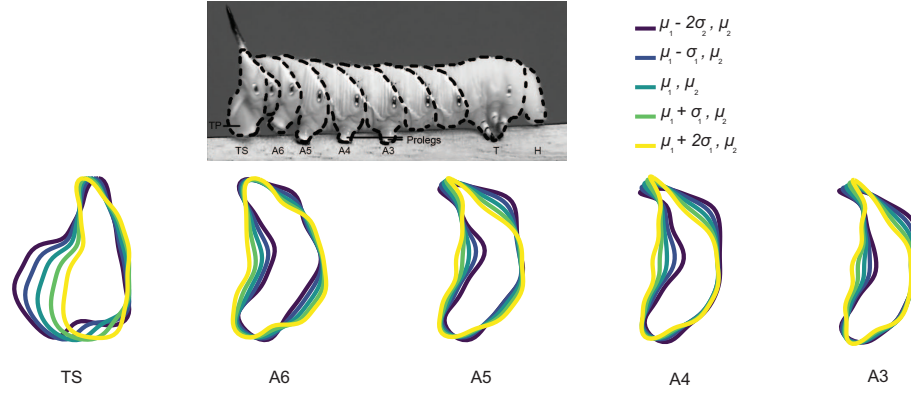 μ₁ - 2σ₂ , μ₂
μ₁ - σ₁ , μ₂
μ₁ , μ₂
μ₁ + σ₁ , μ₂
μ₁ + 2σ₁ , μ₂
TP
Prolegs
TS A6 A5 A4 A3 T H
TS A6 A5 A4 A3